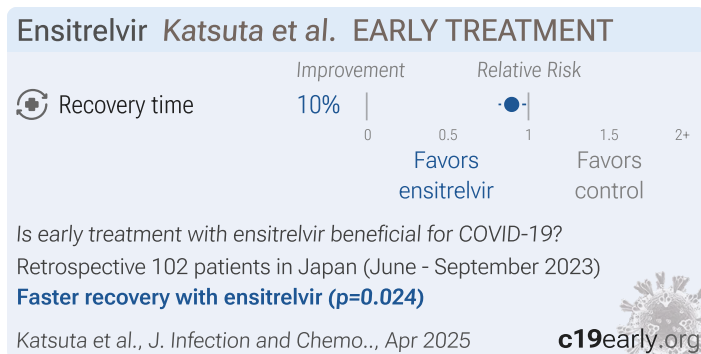 Ensitrelvir Katsuta et al. EARLY TREATMENT
Improvement Relative Risk
Recovery time 10%
0 0.5 1 1.5 2+
Favors Favors
ensitrelvir control
Is early treatment with ensitrelvir beneficial for COVID-19?
Retrospective 102 patients in Japan (June - September 2023)
Faster recovery with ensitrelvir (p=0.024)
Katsuta et al., J. Infection and Chemo.., Apr 2025 c19early.org